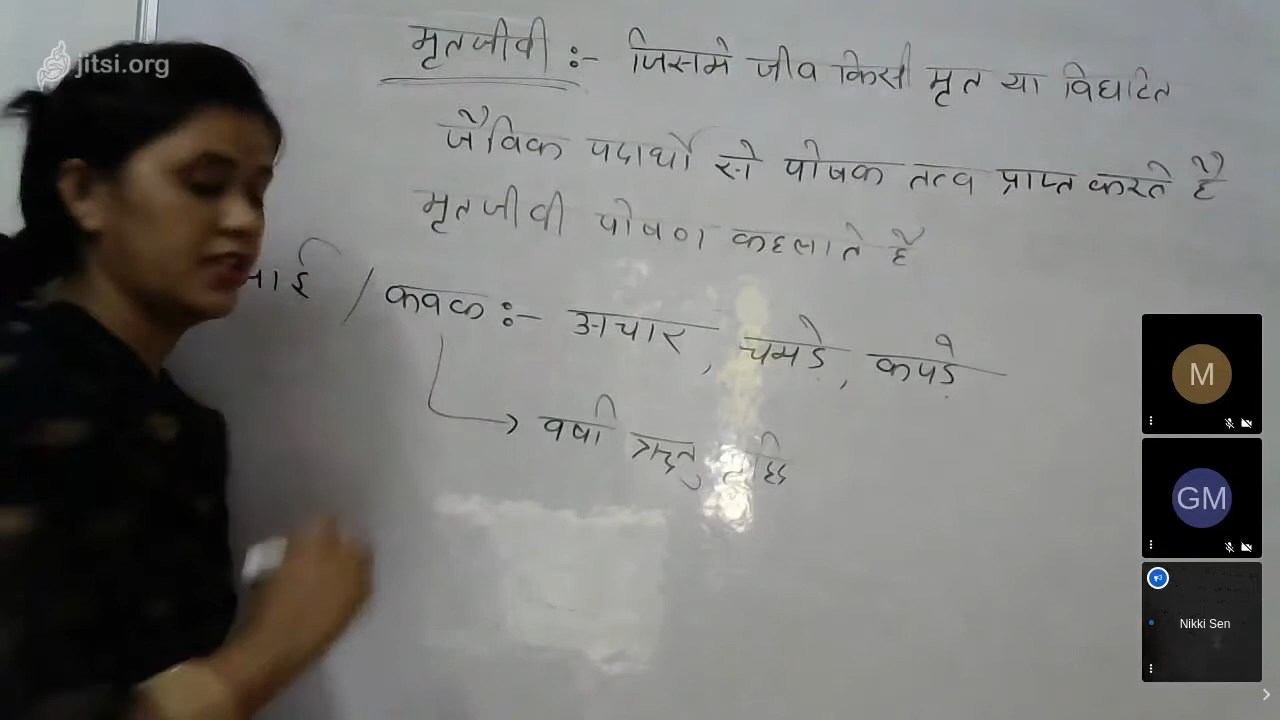 jitsi.org
मृतजीवी :- जिसमे जीव किसी मृत या विघटित
जैविक पदार्थो से पोषक तत्व प्राप्त करते है
मृतजीवी पोषण कहलाते है
/ कवक :- अचार, चमड़े, कपड़े
→ वर्षा ऋतु
M
GM
Nikki Sen